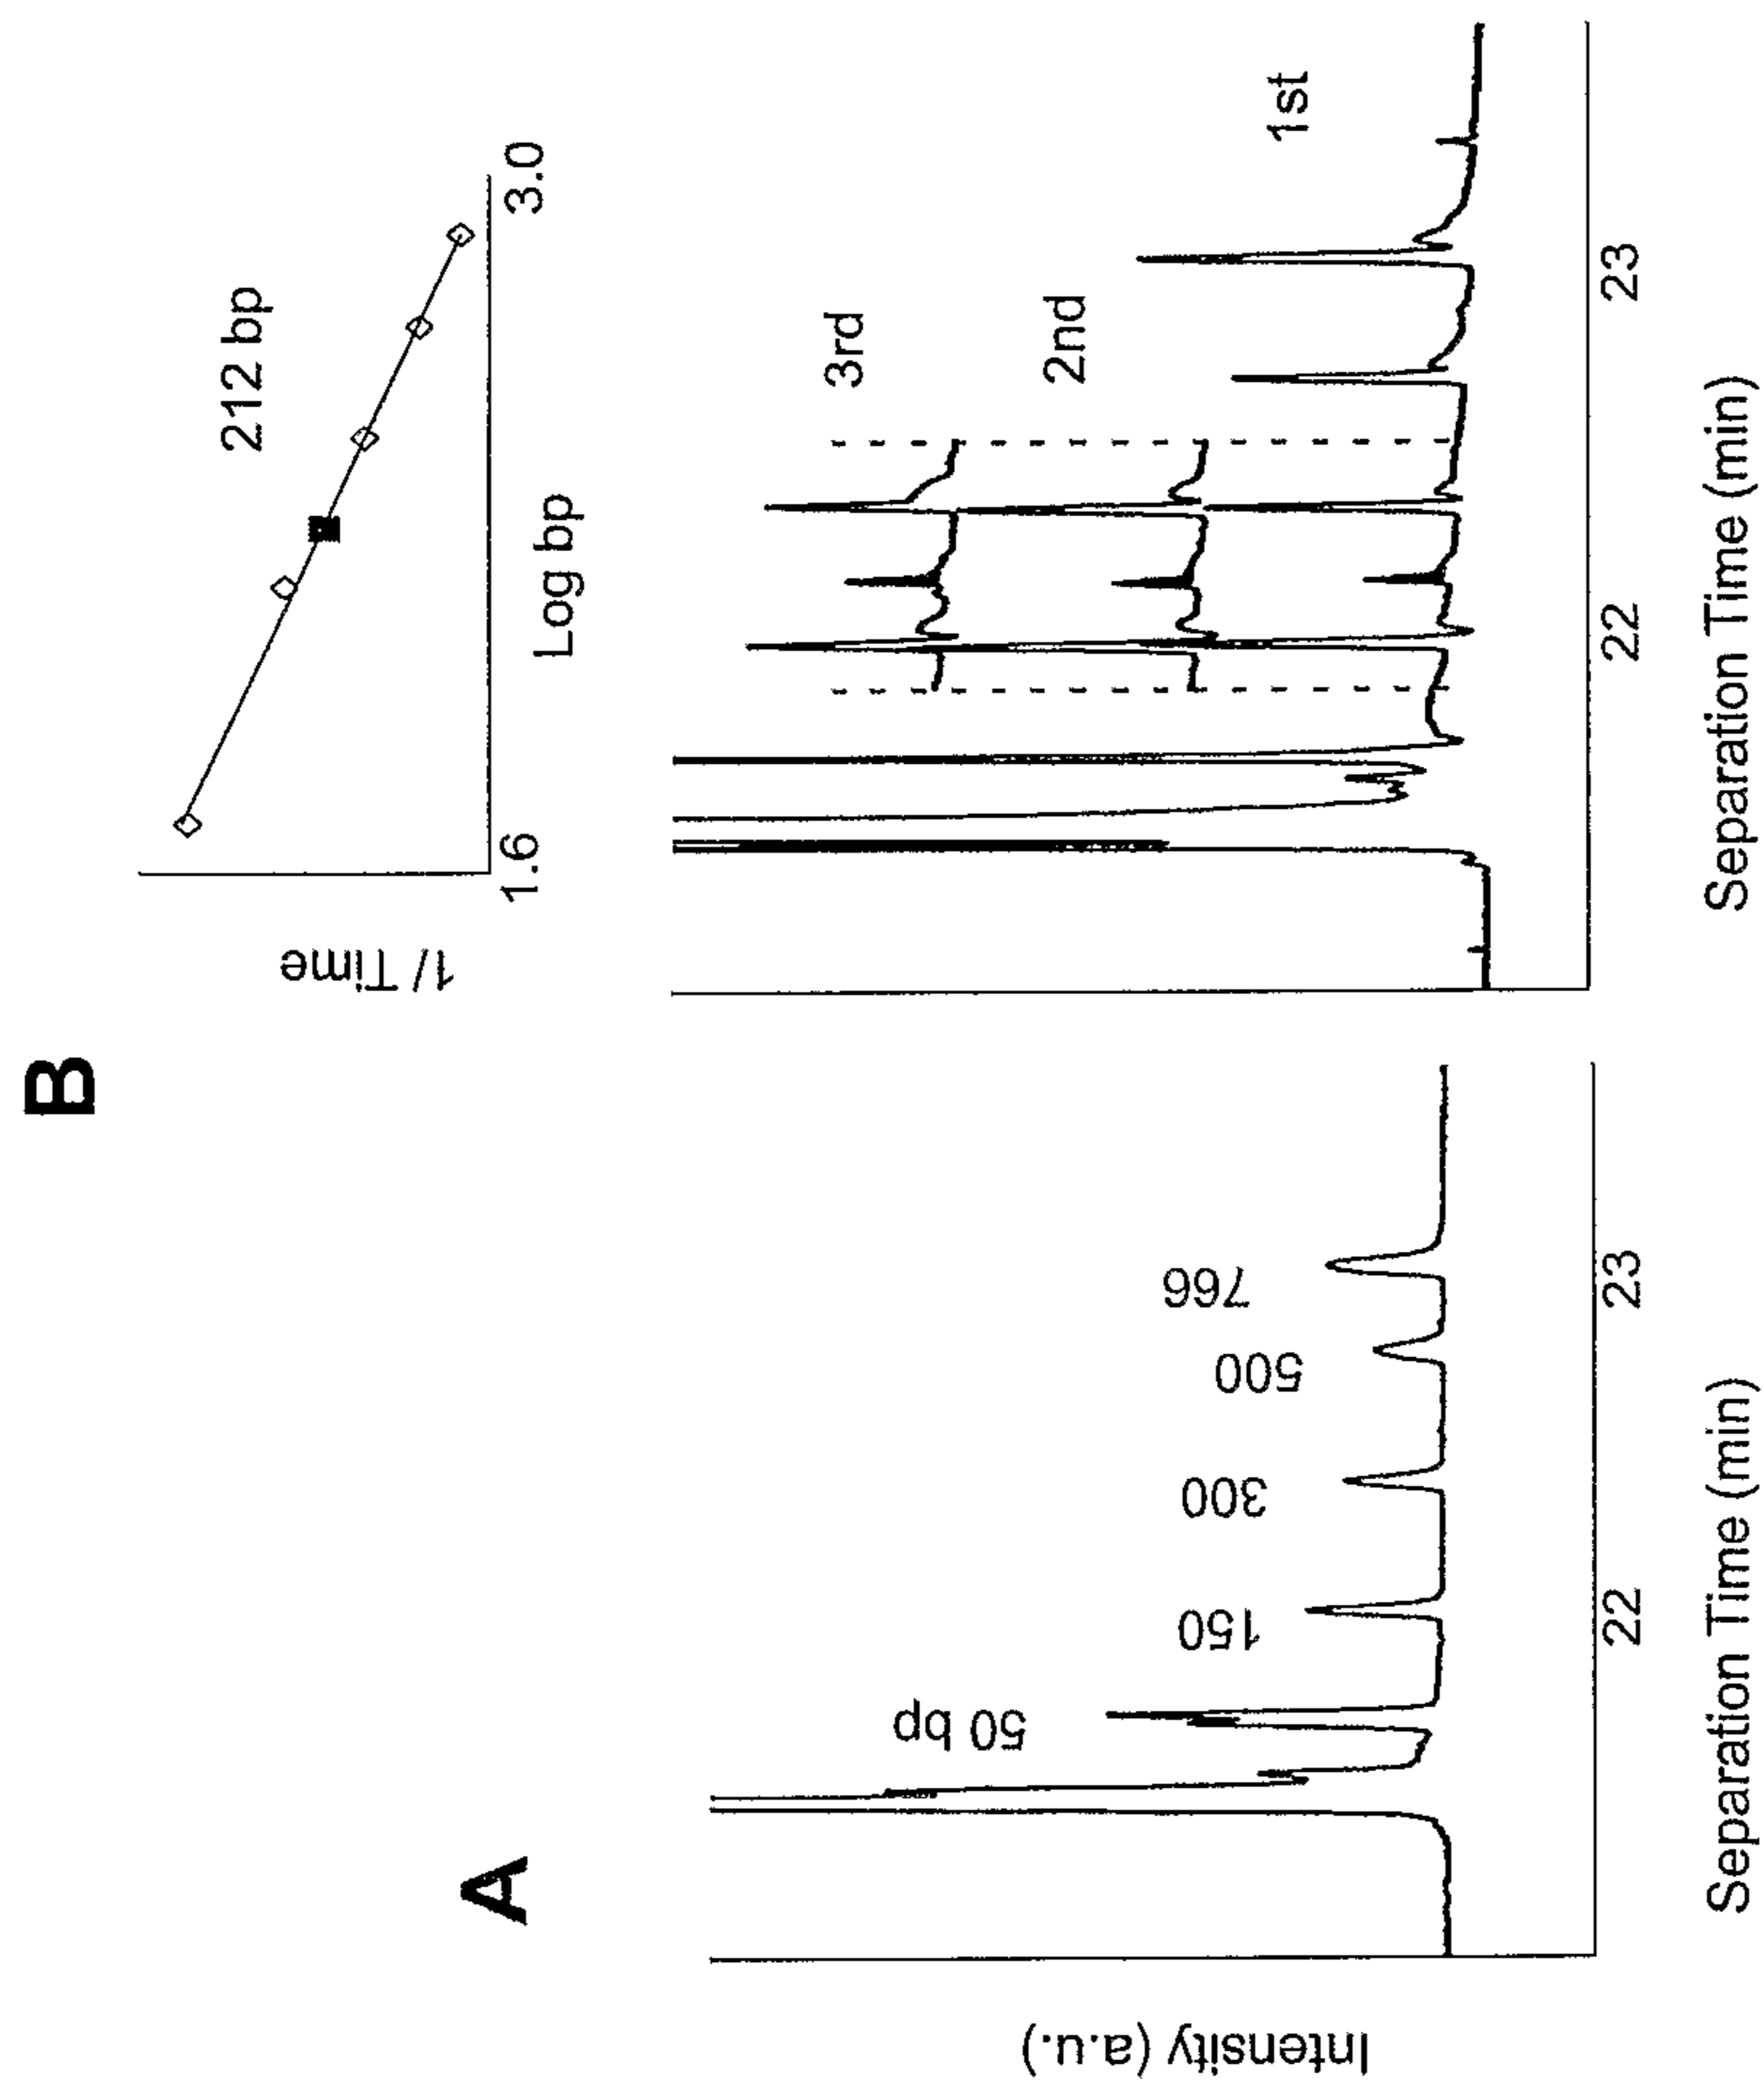 A
Intensity (a.u.)
50 bp
150
300
500
766
22
23
Separation Time (min)
B
1/ Time
212 bp
1.6
3.0
Log bp
3rd
2nd
1st
22
23
Separation Time (min)